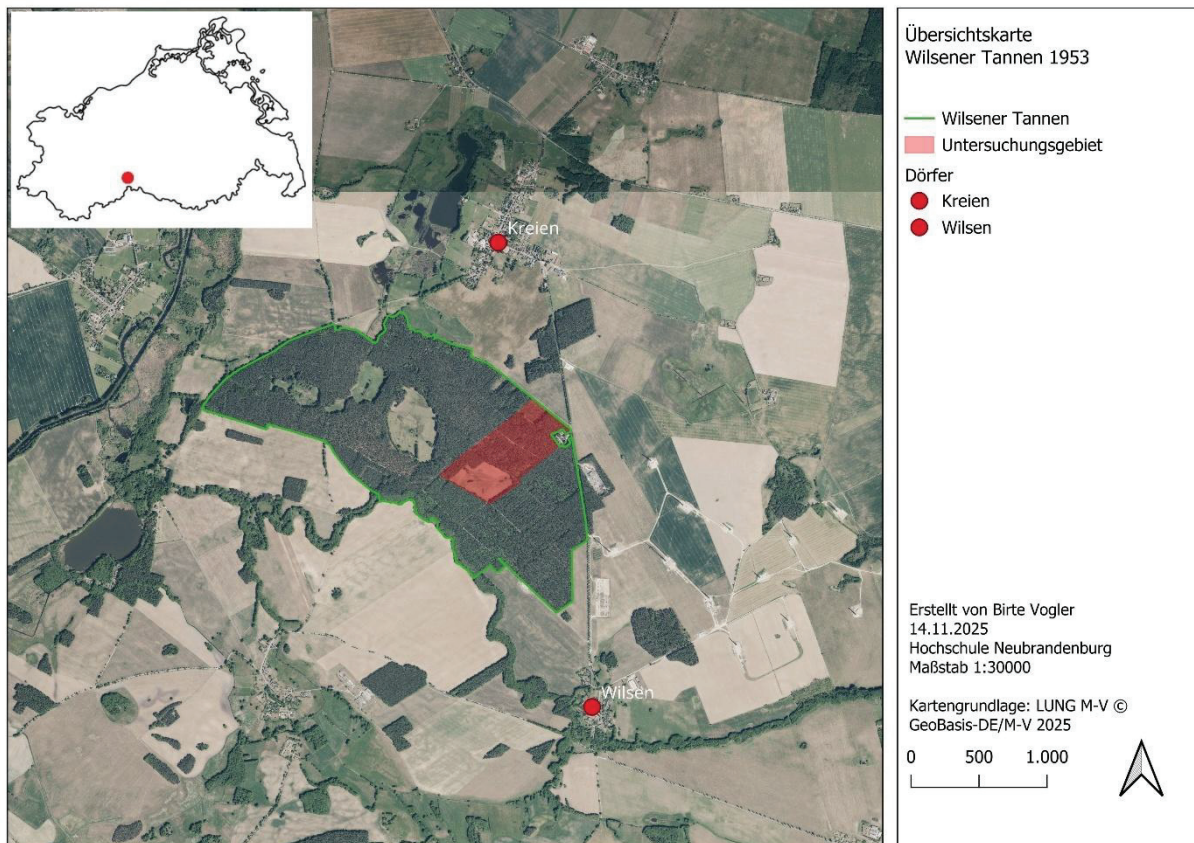 Übersichtskarte
Wilsener Tannen 1953
Wilsener Tannen
Untersuchungsgebiet
Dörfer
Kreien
Wilsen
Kreien
Wilsen
Erstellt von Birte Vogler
14.11.2025
Hochschule Neubrandenburg
Maßstab 1:30000
Kartengrundlage: LUNG M-V ©
GeoBasis-DE/M-V 2025
0 500 1.000